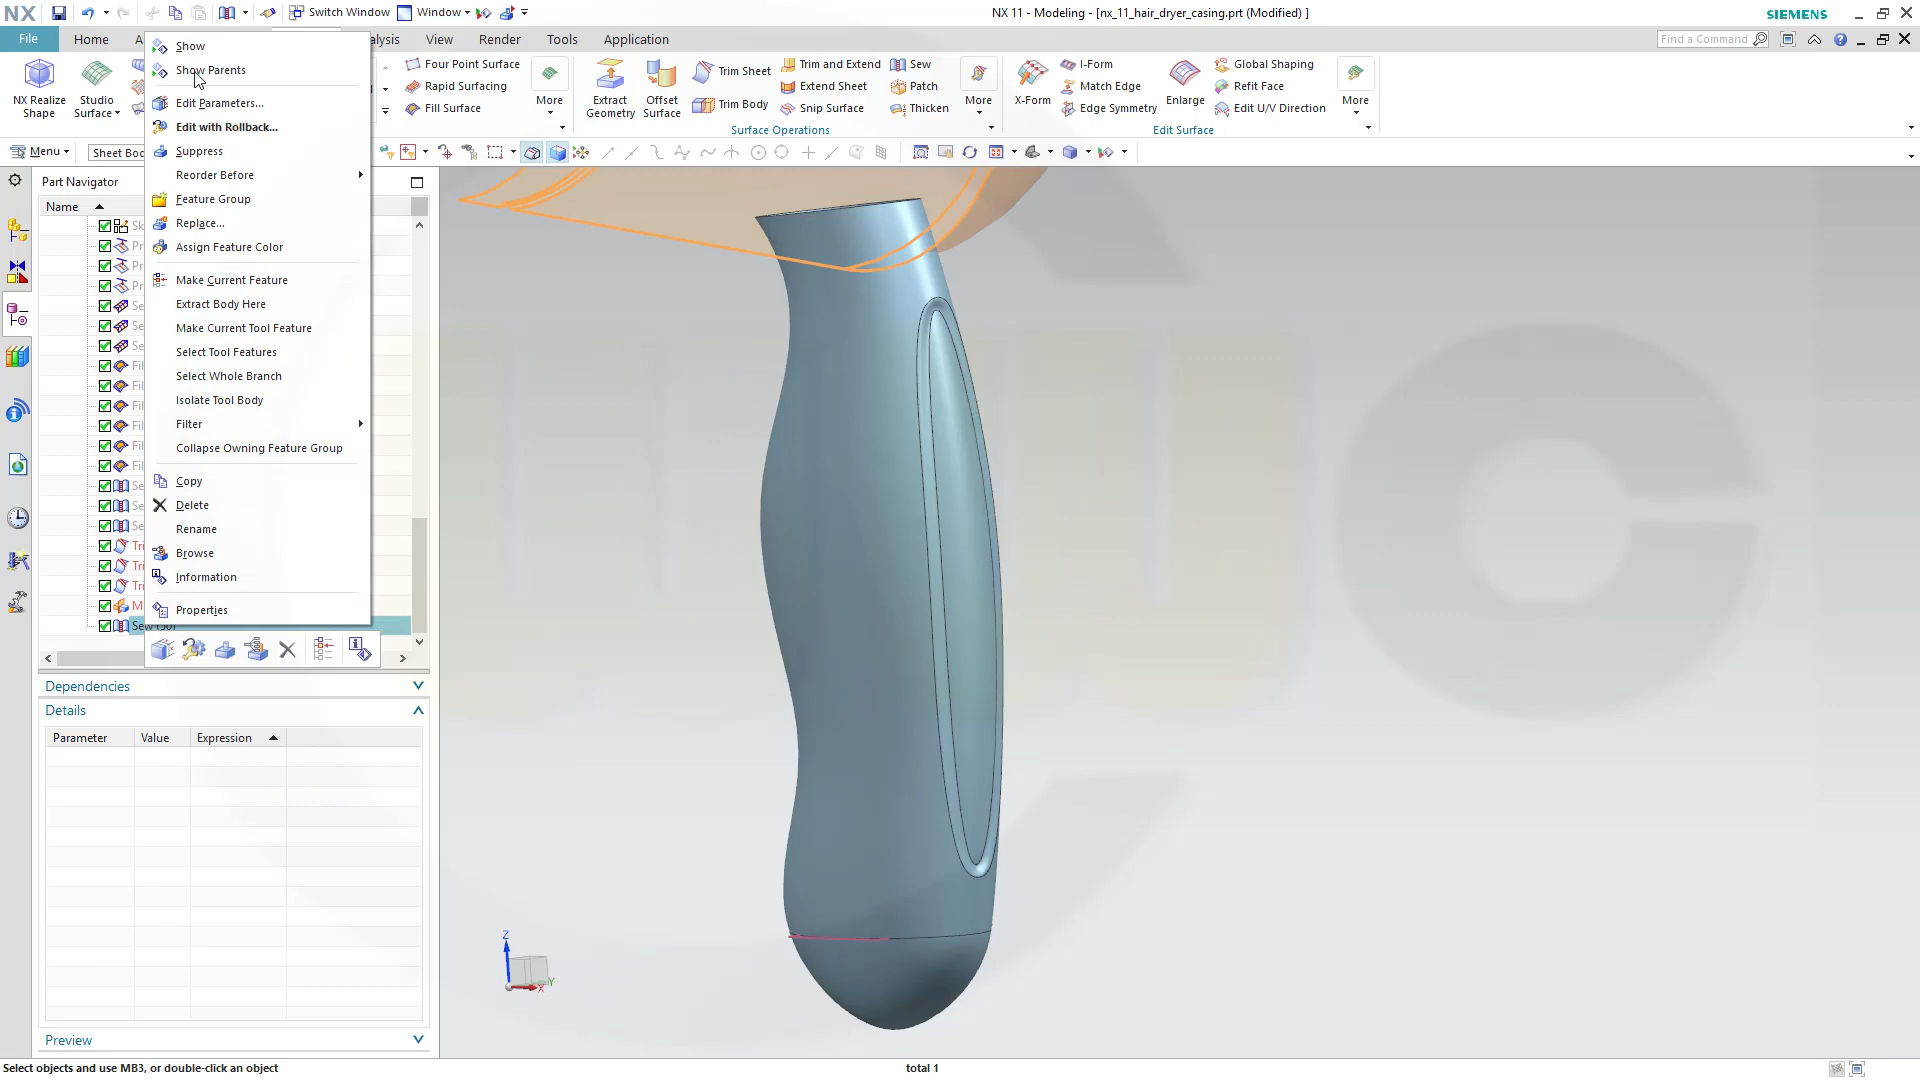 NX
Switch Window
Window
NX 11 - Modeling - [nx_11_hair_dryer_casing.prt (Modified) ]
SIEMENS
File
Home
View
Render
Tools
Application
Find a Command
NX Realize
Shape
Studio
Surface
Four Point Surface
Rapid Surfacing
Fill Surface
More
Extract
Geometry
Offset
Surface
Trim Sheet
Trim Body
Trim and Extend
Extend Sheet
Snip Surface
Sew
Patch
Thicken
More
Surface Operations
X-Form
I-Form
Match Edge
Edge Symmetry
Enlarge
Global Shaping
Refit Face
Edit U/V Direction
More
Edit Surface
Menu
Part Navigator
Name
Show
Show Parents
Edit Parameters...
Edit with Rollback...
Suppress
Reorder Before
Feature Group
Replace...
Assign Feature Color
Make Current Feature
Extract Body Here
Make Current Tool Feature
Select Tool Features
Select Whole Branch
Isolate Tool Body
Filter
Collapse Owning Feature Group
Copy
Delete
Rename
Browse
Information
Properties
Dependencies
Details
Parameter
Value
Expression
Preview
Z
Y
X
Select objects and use MB3, or double-click an object
total 1